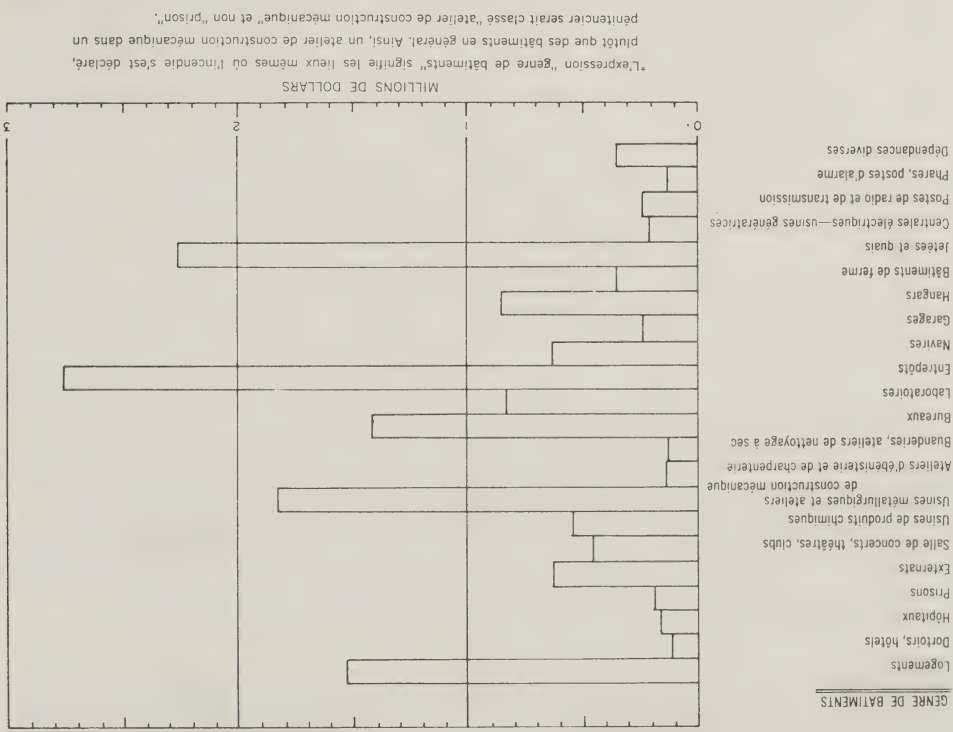 GENRE DE BATIMENTS
Logements
Dortoirs, hôtels
Hôpitaux
Prisons
Externats
Salle de concerts, théâtres, clubs
Usines de produits chimiques
Usines métallurgiques et ateliers
de construction mécanique
Ateliers d'ébénisterie et de charpenterie
Buanderies, ateliers de nettoyage à sec
Bureaux
Laboratoires
Entrepôts
Navires
Garages
Hangars
Bâtiments de ferme
Jetées et quais
Centrales électriques—usines génératrices
Postes de radio et de transmission
Phares, postes d'alarme
Dépendances diverses
0 1 2 3
MILLIONS DE DOLLARS
*L'expression "genre de bâtiments" signifie les lieux mêmes où l'incendie s'est déclaré,
plutôt que des bâtiments en général. Ainsi, un atelier de construction mécanique dans un
pénitencier serait classé "atelier de construction mécanique" et non "prison".